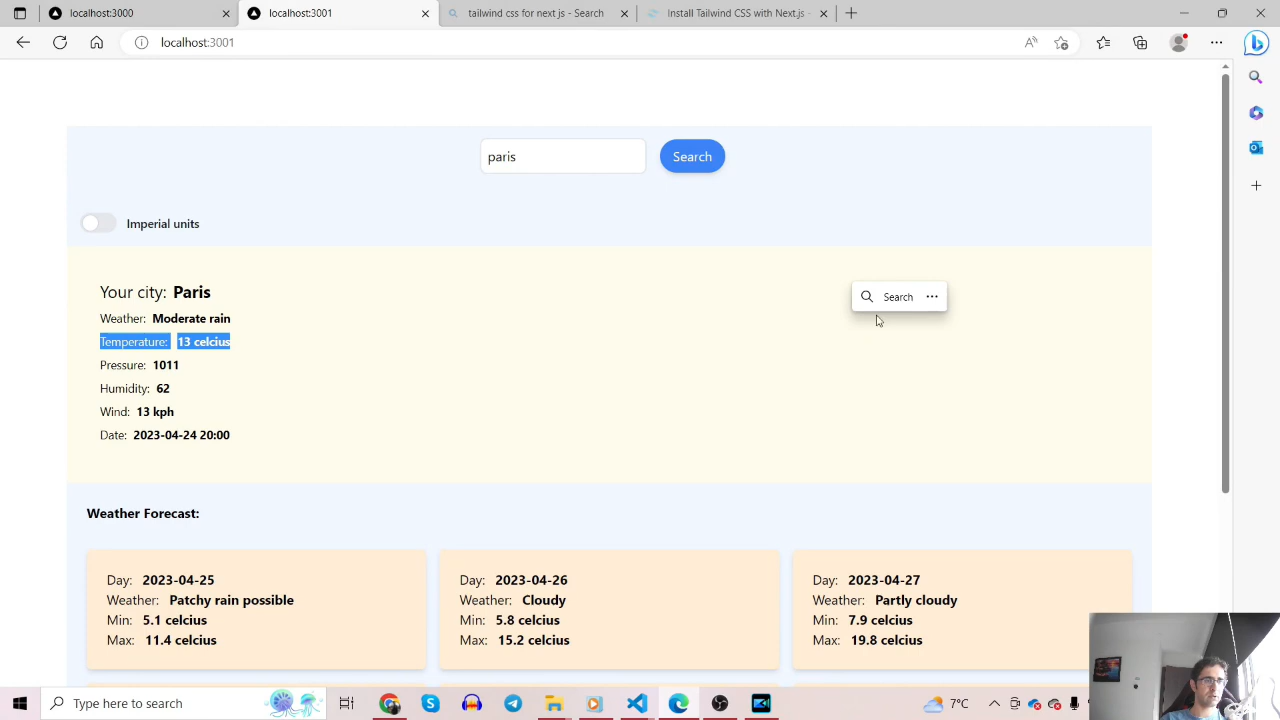 localhost:3000
localhost:3001
tailwind css for next js - Search
Install Tailwind CSS with Next.js -
localhost:3001
paris
Search
Imperial units
Your city: Paris
Search
Weather: Moderate rain
Temperature: 13 celcius
Pressure: 1011
Humidity: 62
Wind: 13 kph
Date: 2023-04-24 20:00
Weather Forecast:
Day: 2023-04-25
Weather: Patchy rain possible
Min: 5.1 celcius
Max: 11.4 celcius
Day: 2023-04-26
Weather: Cloudy
Min: 5.8 celcius
Max: 15.2 celcius
Day: 2023-04-27
Weather: Partly cloudy
Min: 7.9 celcius
Max: 19.8 celcius
Type here to search
7°C